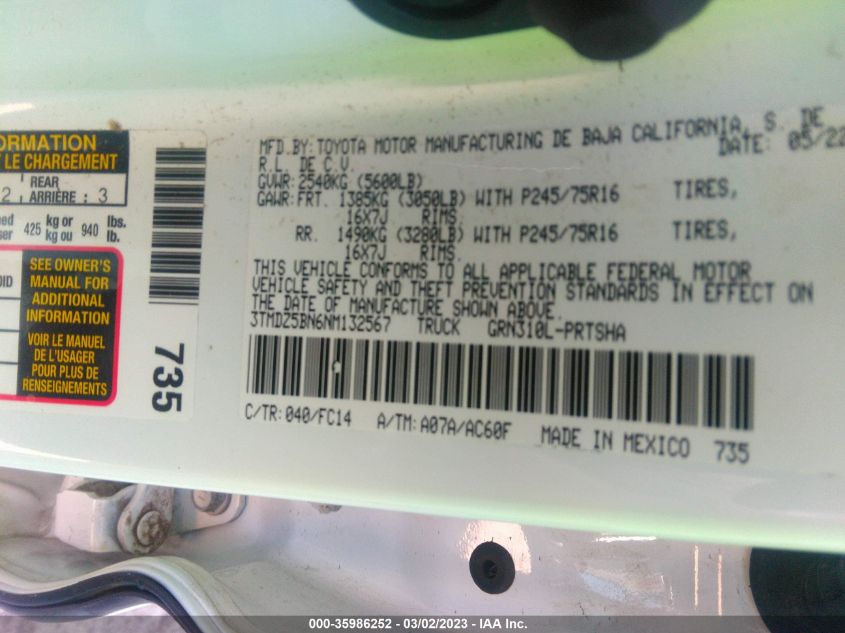 ORMATION
T LE CHARGEMENT
2 REAR ARRIÈRE : 3
425 kg or kg ou 940 lbs. lb.
SEE OWNER'S
MANUAL FOR
ADDITIONAL
INFORMATION
VOIR LE MANUEL
DE L'USAGER
POUR PLUS DE
RENSEIGNEMENTS
735
MFD.BY: TOYOTA MOTOR MANUFACTURING DE BAJA CALIFORNIA, S. DE
R.L. DE C.V. DATE: 05/22
GVWR: 2540KG (5600LB)
GAWR: FRT. 1385KG (3050LB) WITH P245/75R16 TIRES,
16X7J RIMS.
RR. 1490KG (3280LB) WITH P245/75R16 TIRES,
16X7J RIMS.
THIS VEHICLE CONFORMS TO ALL APPLICABLE FEDERAL MOTOR
VEHICLE SAFETY AND THEFT PREVENTION STANDARDS IN EFFECT ON
THE DATE OF MANUFACTURE SHOWN ABOVE.
3TMDZ5BN6NM132567 TRUCK GRN310L-PRTSHA
C/TR: 040/FC14 A/TM: A07A/AC60F MADE IN MEXICO 735
000-35986252 - 03/02/2023 - IAA Inc.